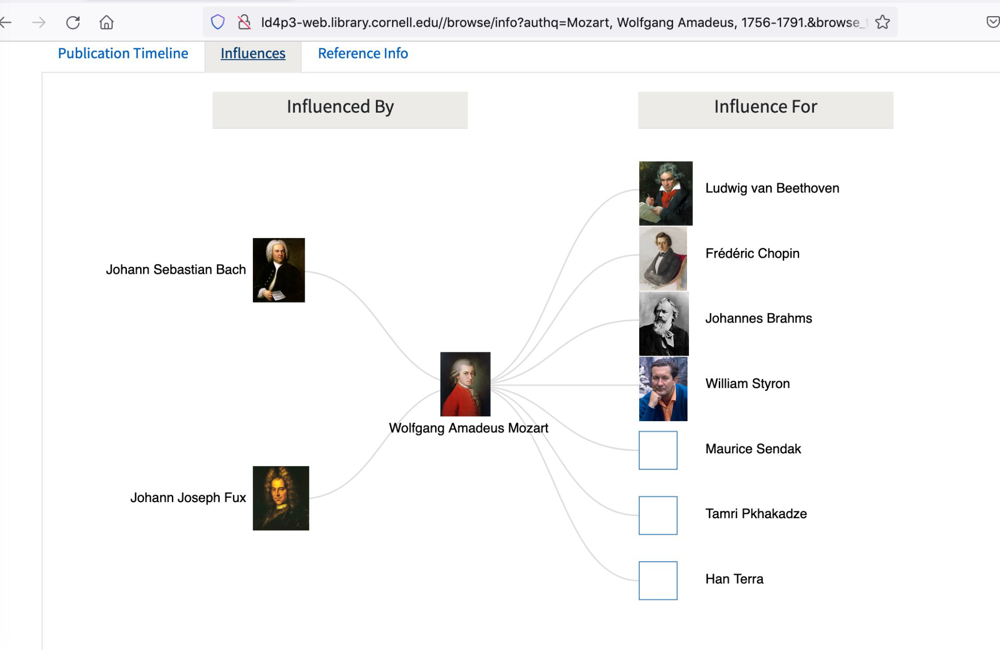 ld4p3-web.library.cornell.edu//browse/info?authq=Mozart, Wolfgang Amadeus, 1756-1791.&browse_t
Publication Timeline
Influences
Reference Info
Influenced By
Influence For
Johann Sebastian Bach
Johann Joseph Fux
Wolfgang Amadeus Mozart
Ludwig van Beethoven
Frédéric Chopin
Johannes Brahms
William Styron
Maurice Sendak
Tamri Pkhakadze
Han Terra